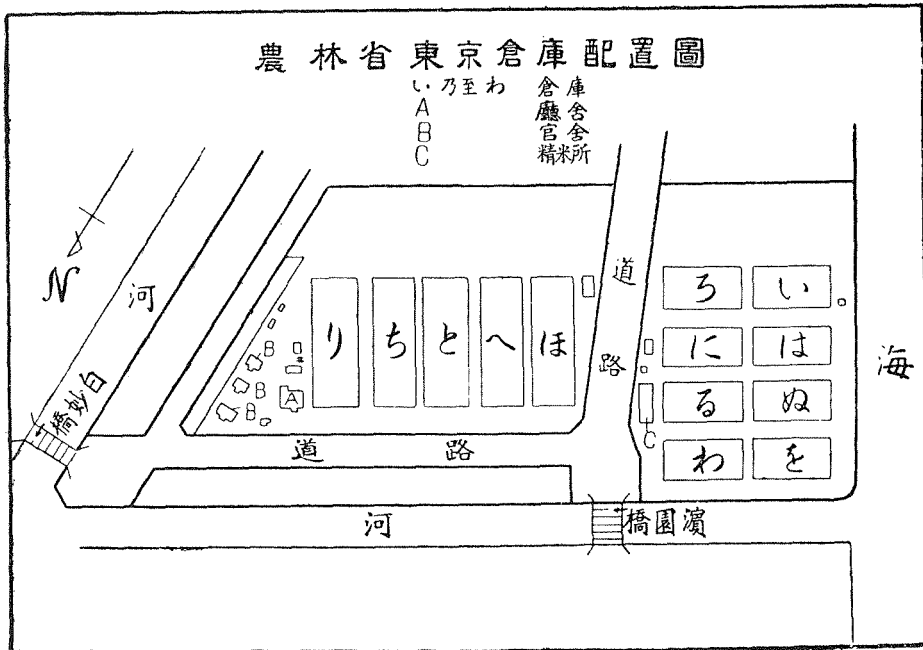 農林省東京倉庫配置圖
い乃至わ 倉庫
A 廳舎
B 官舎
C 精米所
N
河
白妙橋
り
ち
と
へ
ほ
B
B
B
A
道路
道路
ろ
い
に
は
る
ぬ
わ
を
C
海
河
橋園濱